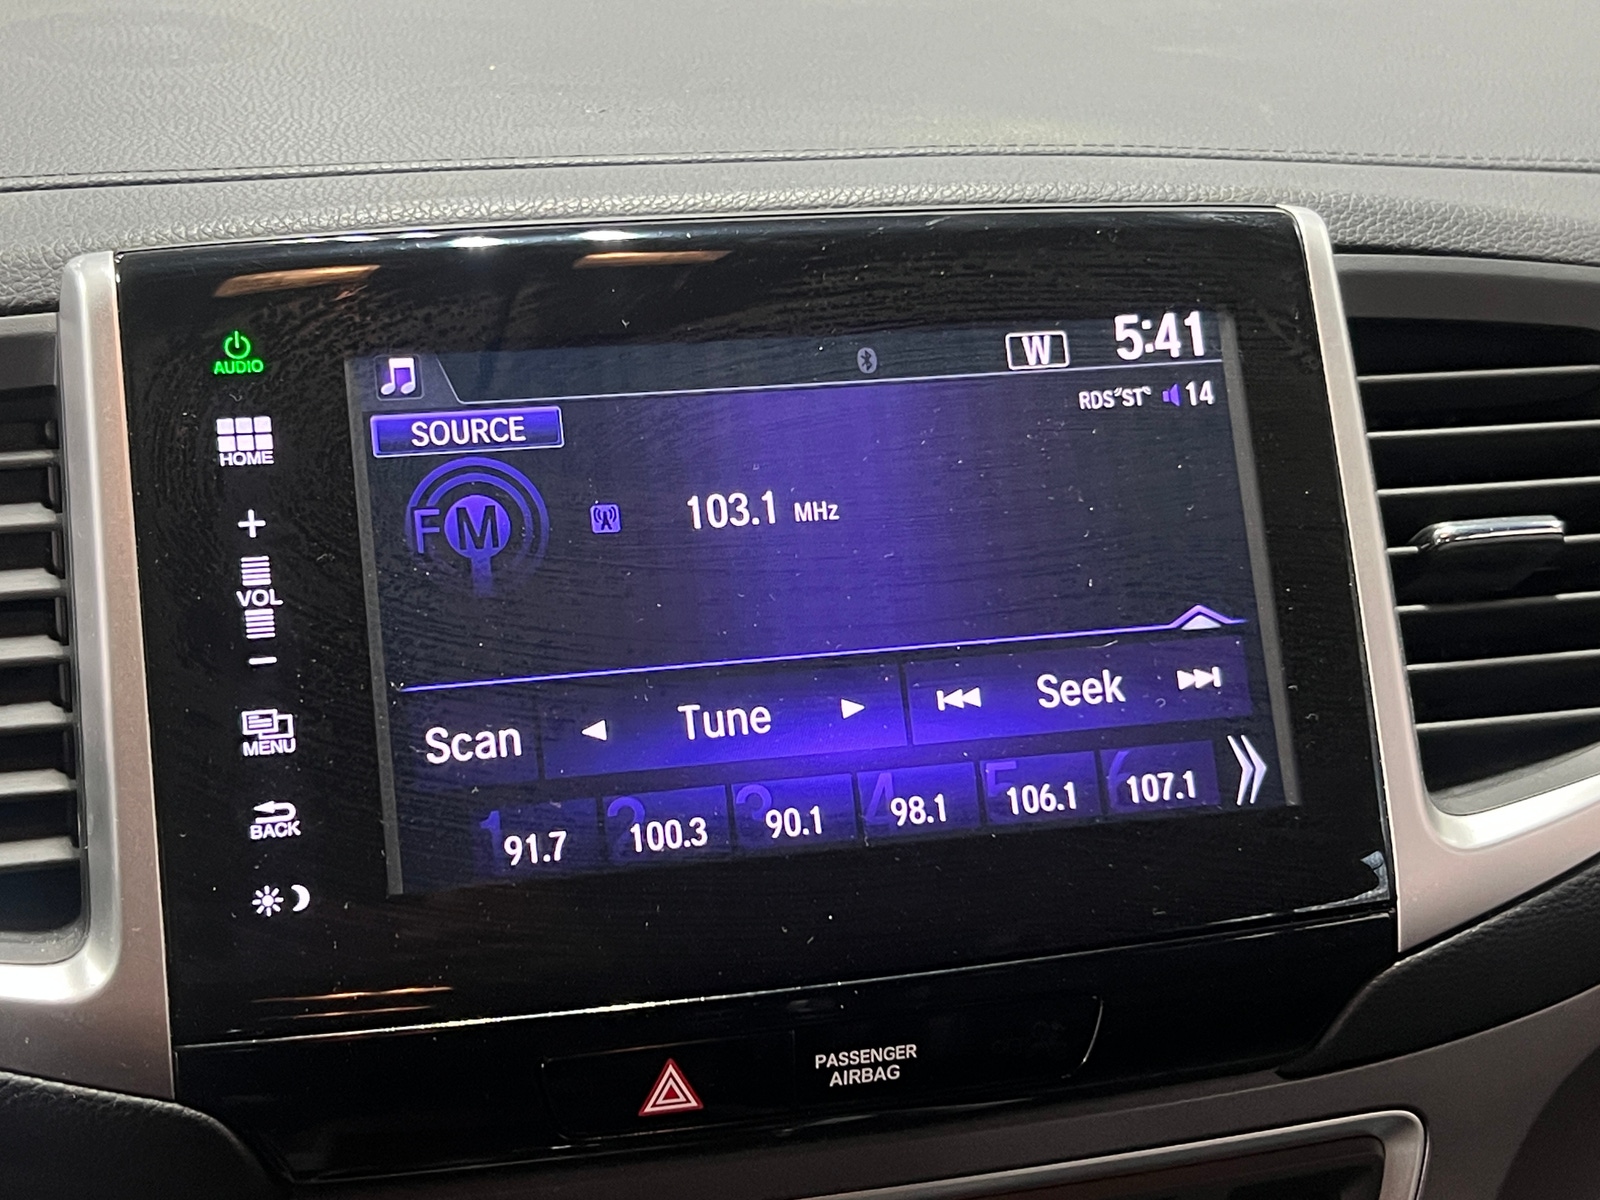 AUDIO
HOME
+
VOL
−
MENU
BACK
W 5:41
RDS ST 14
SOURCE
FM
103.1 MHz
Scan Tune Seek
1 91.7
2 100.3
3 90.1
4 98.1
5 106.1
6 107.1
PASSENGER
AIRBAG